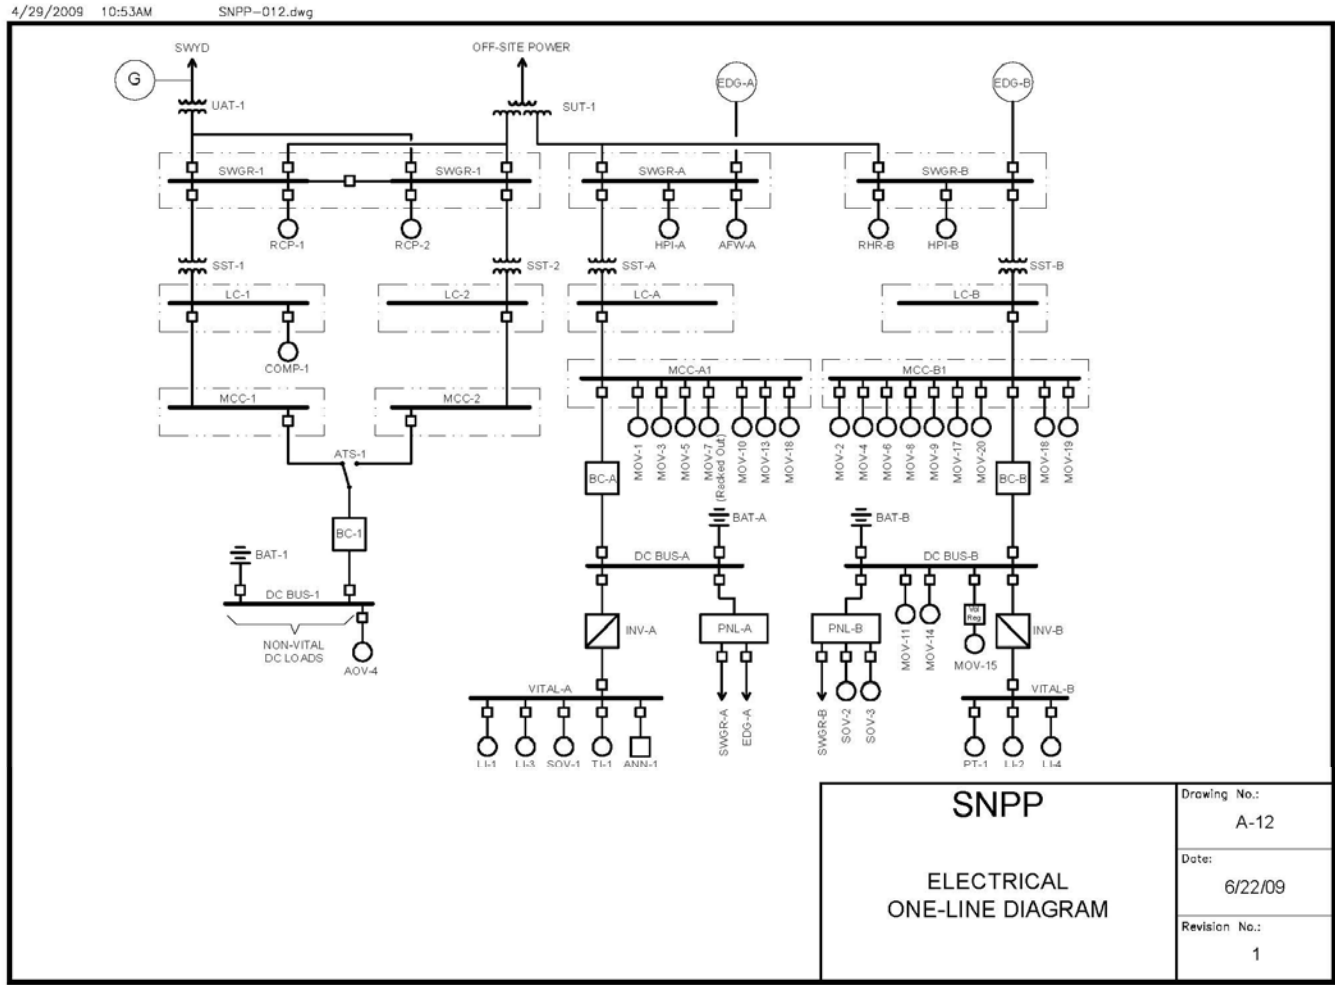 4/29/2009 10:53AM SNPP-012.dwg
SWYD
OFF-SITE POWER
G
EDG-A
EDG-B
UAT-1
SUT-1
SWGR-1
SWGR-1
SWGR-A
SWGR-B
RCP-1
RCP-2
HPI-A
AFW-A
RHR-B
HPI-B
SST-1
SST-2
SST-A
SST-B
LC-1
LC-2
LC-A
LC-B
COMP-1
MCC-A1
MCC-B1
MCC-1
MCC-2
MOV-1
MOV-3
MOV-5
MOV-7
(Racked Out)
MOV-10
MOV-13
MOV-18
MOV-2
MOV-4
MOV-6
MOV-8
MOV-9
MOV-17
MOV-20
MOV-18
MOV-19
ATS-1
BC-A
BC-B
BC-1
BAT-A
BAT-B
BAT-1
DC BUS-A
DC BUS-B
DC BUS-1
NON-VITAL
DC LOADS
AOV-4
INV-A
PNL-A
PNL-B
MOV-11
MOV-14
Vol
Reg
MOV-15
INV-B
VITAL-A
VITAL-B
SWGR-A
EDG-A
SWGR-B
SOV-2
SOV-3
LI-1
LI-3
SOV-1
TI-1
ANN-1
PT-1
LI-2
LI-4
SNPP
ELECTRICAL
ONE-LINE DIAGRAM
Drawing No.:
A-12
Date:
6/22/09
Revision No.:
1